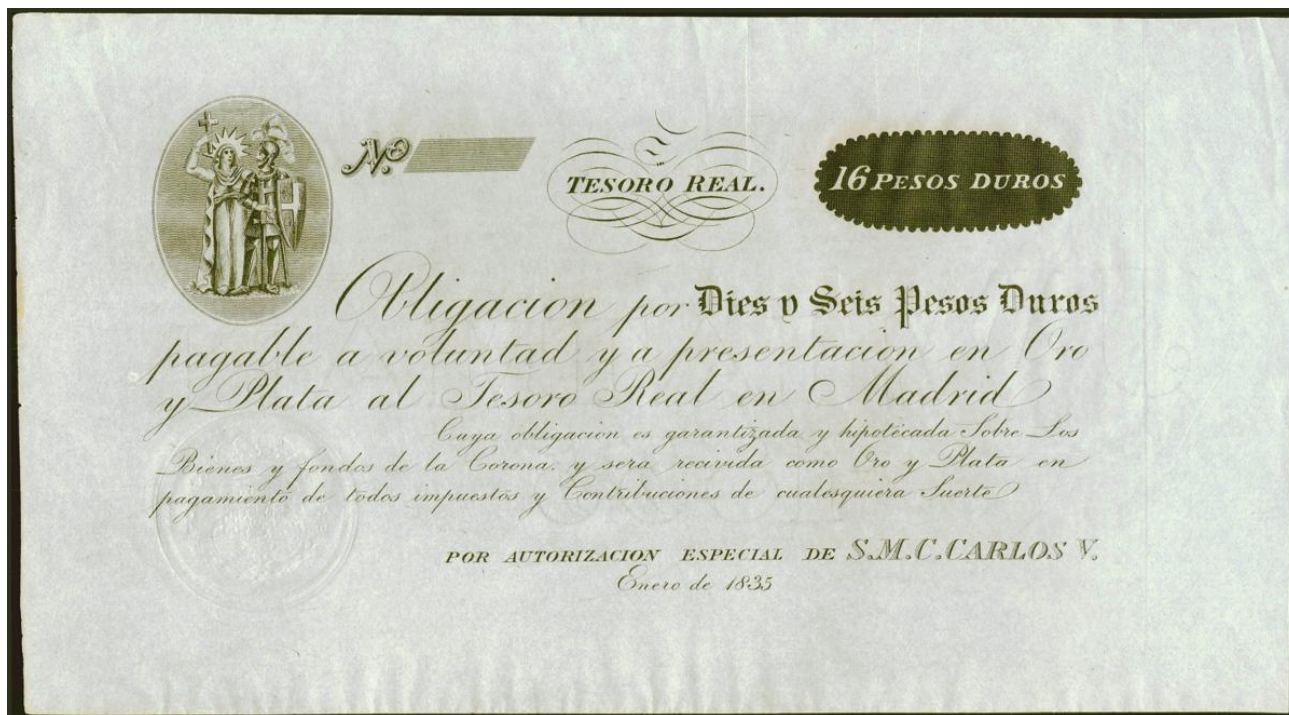 No.
TESORO REAL.
16 PESOS DUROS
Obligacion por Dies y Seis Pesos Duros
pagable a voluntad y a presentacion en Oro
y Plata al Tesoro Real en Madrid
Cuya obligacion es garantizada y hipotécada Sobre Los
Bienes y fondos de la Corona. y sera recivida como Oro y Plata en
pagamiento de todos impuestos y Contribuciones de cualesquiera Suerte
POR AUTORIZACION ESPECIAL DE S.M.C. CARLOS V.
Enero de 1835